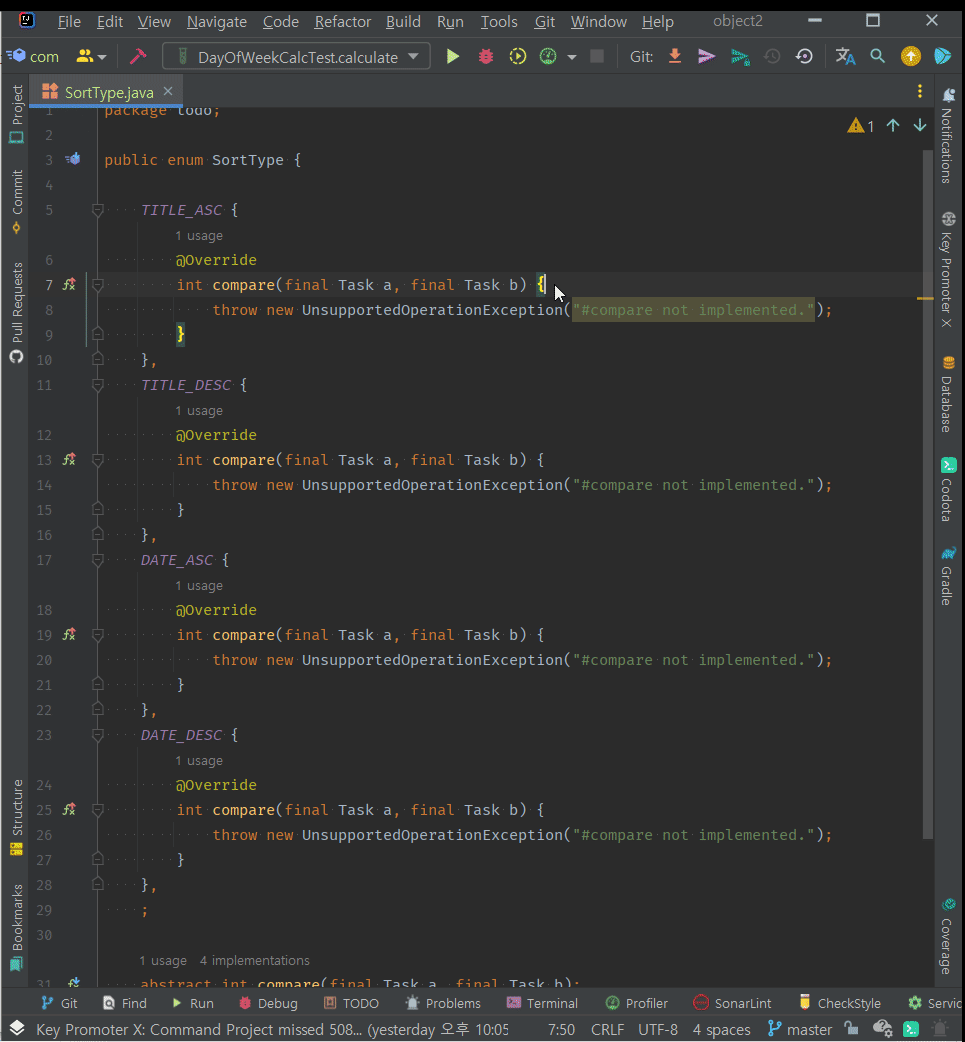 File Edit View Navigate Code Refactor Build Run Tools Git Window Help object2
com DayOfWeekCalcTest.calculate Git:
SortType.java
1 package todo;
2
3 public enum SortType {
4
5 TITLE_ASC {
1 usage
6 @Override
7 int compare(final Task a, final Task b) {
8 throw new UnsupportedOperationException("#compare not implemented.");
9 }
10 },
11 TITLE_DESC {
1 usage
12 @Override
13 int compare(final Task a, final Task b) {
14 throw new UnsupportedOperationException("#compare not implemented.");
15 }
16 },
17 DATE_ASC {
1 usage
18 @Override
19 int compare(final Task a, final Task b) {
20 throw new UnsupportedOperationException("#compare not implemented.");
21 }
22 },
23 DATE_DESC {
1 usage
24 @Override
25 int compare(final Task a, final Task b) {
26 throw new UnsupportedOperationException("#compare not implemented.");
27 }
28 },
29 ;
30
1 usage 4 implementations
31 abstract int compare(final Task a, final Task b);
1
Project
Commit
Pull Requests
Structure
Bookmarks
Notifications
Key Promoter X
Database
Codota
Gradle
Coverage
Git Find Run Debug TODO Problems Terminal Profiler SonarLint CheckStyle Servic
Key Promoter X: Command Project missed 508... (yesterday 오후 10:05 7:50 CRLF UTF-8 4 spaces master